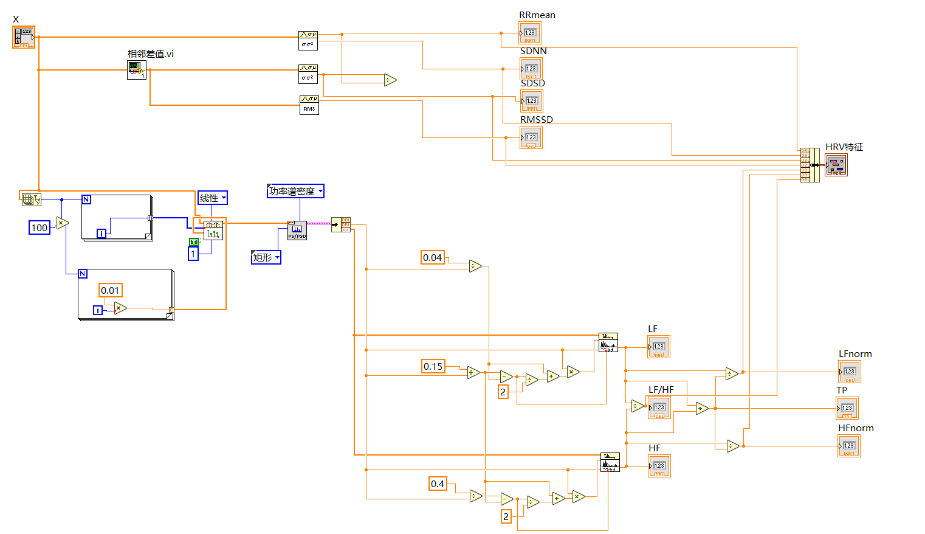 X
RRmean
相邻差值.vi
SDNN
SDSD
RMSSD
RMS
HRV特征
N
线性
功率谱密度
100
i
1
矩形
N
0.01
i
0.04
0.15
2
LF
LFnorm
LF/HF
TP
HF
HFnorm
0.4
2